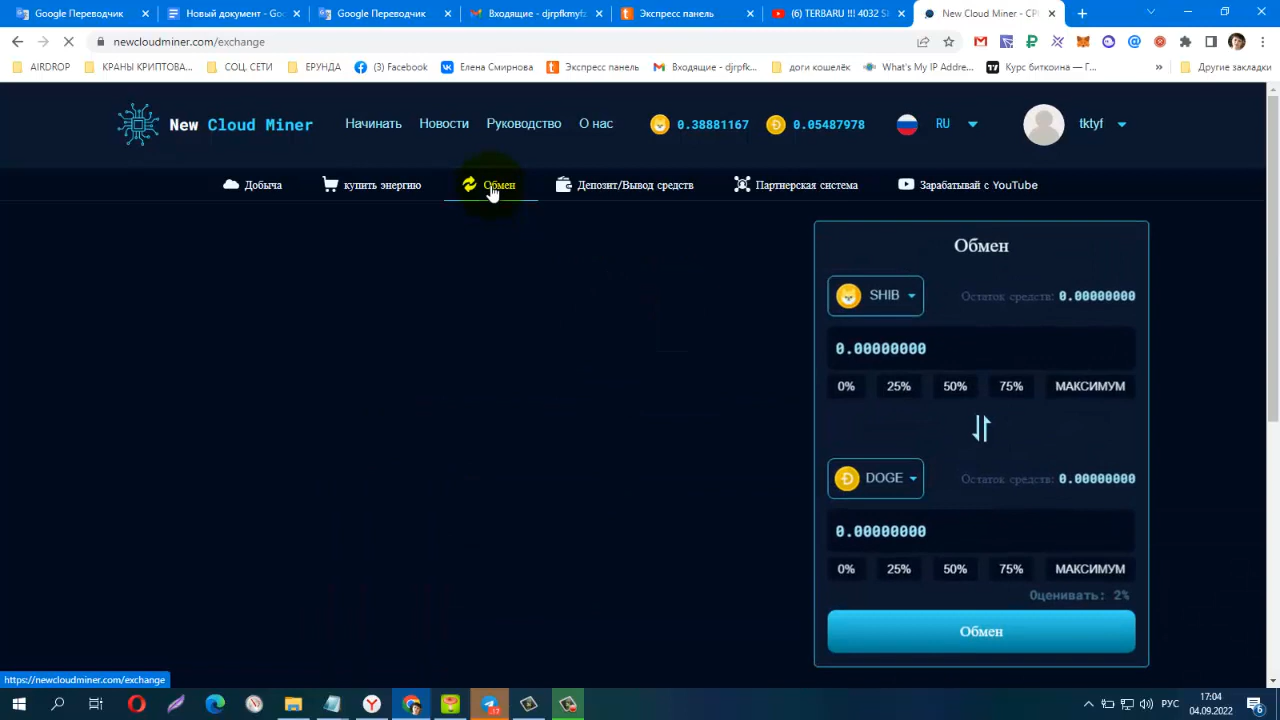 Google Переводчик
Новый документ - Goo
Google Переводчик
Входящие - djrpfkmyfz
Экспресс панель
(6) TERBARU !!! 4032 S
New Cloud Miner - CP
newcloudminer.com/exchange
AIRDROP
КРАНЫ КРИПТОВА...
СОЦ. СЕТИ
ЕРУНДА
(3) Facebook
Елена Смирнова
Экспресс панель
Входящие - djrpfk...
доги кошелёк
What's My IP Addre...
Курс биткоина — Г...
»
Другие закладки
New Cloud Miner
Начинать
Новости
Руководство
О нас
0.38881167
0.05487978
RU
tktyf
Добыча
купить энергию
Обмен
Депозит/Вывод средств
Партнерская система
Зарабатывай с YouTube
Обмен
SHIB
Остаток средств: 0.00000000
0.00000000
0% 25% 50% 75% МАКСИМУМ
DOGE
Остаток средств: 0.00000000
0.00000000
0% 25% 50% 75% МАКСИМУМ
Оценивать: 2%
Обмен
https://newcloudminer.com/exchange
РУС
17:04
04.09.2022